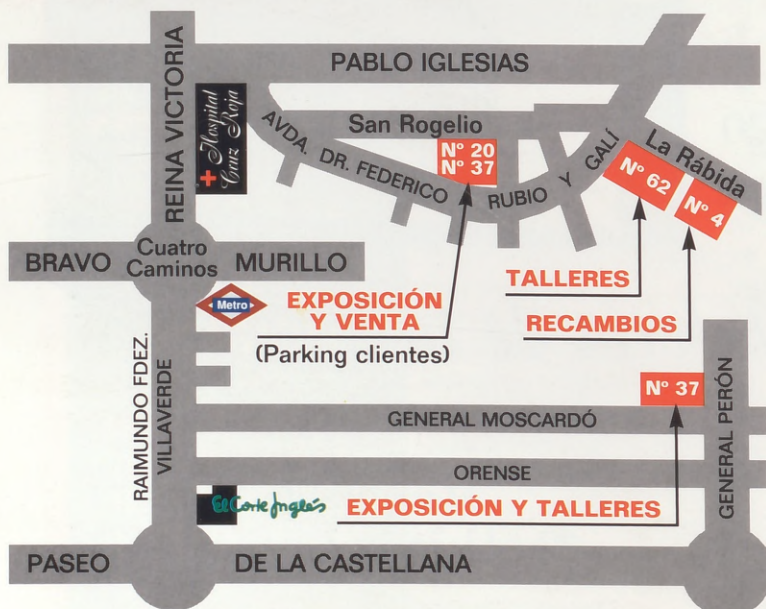 PABLO IGLESIAS
REINA VICTORIA
Hospital
Cruz Roja
San Rogelio
AVDA. DR. FEDERICO RUBIO Y GALÍ
La Rábida
Nº 20
Nº 37
Nº 62
Nº 4
BRAVO MURILLO
Cuatro
Caminos
TALLERES
Metro
EXPOSICIÓN
Y VENTA
(Parking clientes)
RECAMBIOS
RAIMUNDO FDEZ.
VILLAVERDE
Nº 37
GENERAL MOSCARDÓ
GENERAL PERÓN
ORENSE
El Corte Inglés
EXPOSICIÓN Y TALLERES
PASEO DE LA CASTELLANA